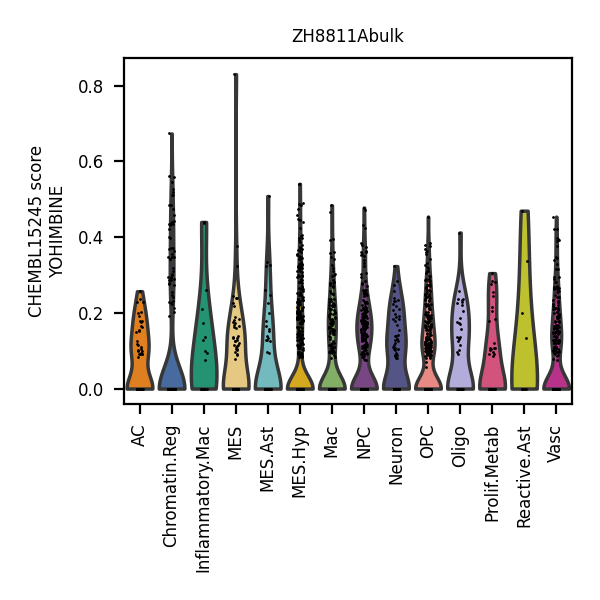 ZH8811Abulk
CHEMBL15245 score
YOHIMBINE
0.8
0.6
0.4
0.2
0.0
AC
Chromatin.Reg
Inflammatory.Mac
MES
MES.Ast
MES.Hyp
Mac
NPC
Neuron
OPC
Oligo
Prolif.Metab
Reactive.Ast
Vasc